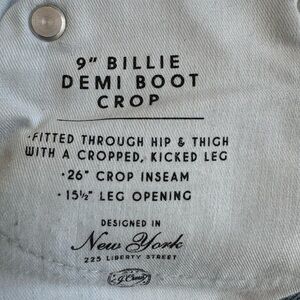 9" BILLIE
DEMI BOOT
CROP
•FITTED THROUGH HIP & THIGH
WITH A CROPPED, KICKED LEG
•26" CROP INSEAM
•15½" LEG OPENING
DESIGNED IN
New York
225 LIBERTY STREET
J.Crew